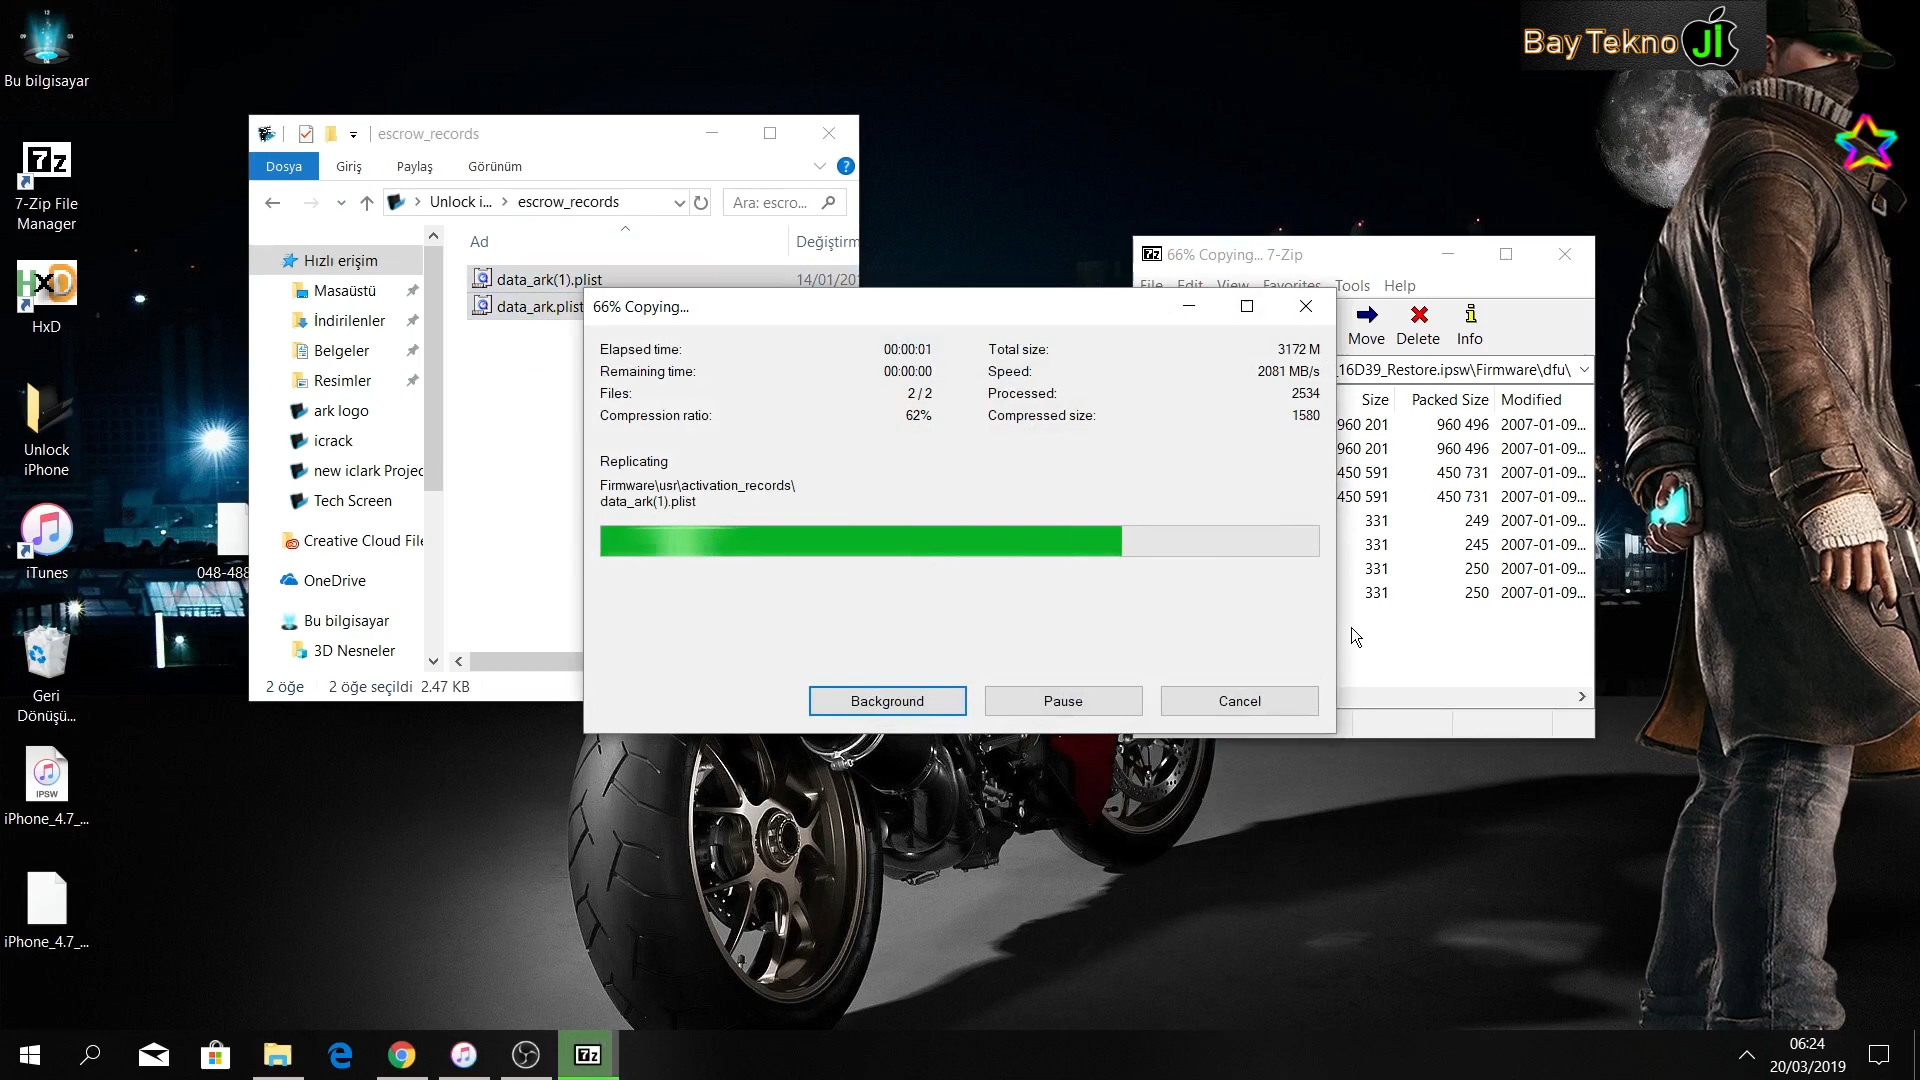 Bay Tekno Jİ
Bu bilgisayar
7-Zip File
Manager
HxD
Unlock
iPhone
iTunes
048-488
Geri
Dönüşü...
IPSW
iPhone_4.7_...
iPhone_4.7_...
escrow_records
Dosya
Giriş
Paylaş
Görünüm
Unlock i...
escrow_records
Ara: escro...
Ad
Değiştirm
Hızlı erişim
Masaüstü
İndirilenler
Belgeler
Resimler
ark logo
icrack
new iclark Projec
Tech Screen
Creative Cloud File
OneDrive
Bu bilgisayar
3D Nesneler
data_ark(1).plist
14/01/201
data_ark.plist
2 öğe
2 öğe seçildi 2.47 KB
66% Copying... 7-Zip
File Edit View Favorites Tools Help
Move Delete Info
_16D39_Restore.ipsw\Firmware\dfu\
Size Packed Size Modified
960 201 960 496 2007-01-09...
960 201 960 496 2007-01-09...
450 591 450 731 2007-01-09...
450 591 450 731 2007-01-09...
331 249 2007-01-09...
331 245 2007-01-09...
331 250 2007-01-09...
331 250 2007-01-09...
66% Copying...
Elapsed time: 00:00:01 Total size: 3172 M
Remaining time: 00:00:00 Speed: 2081 MB/s
Files: 2 / 2 Processed: 2534
Compression ratio: 62% Compressed size: 1580
Replicating
Firmware\usr\activation_records\
data_ark(1).plist
Background
Pause
Cancel
06:24
20/03/2019